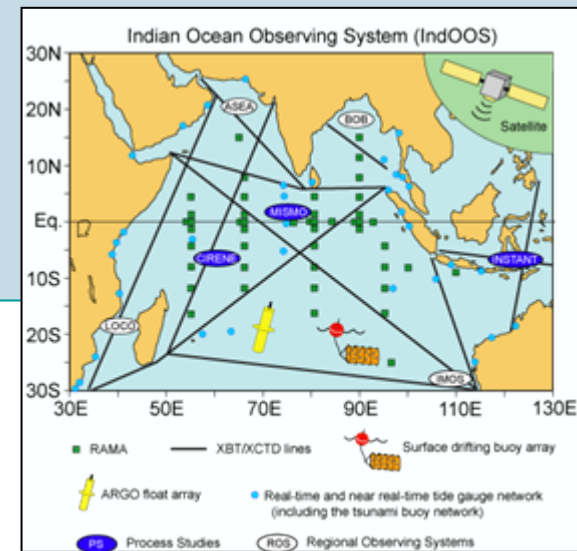 Indian Ocean Observing System (IndOOS)
30N
20N
10N
Eq.
10S
20S
30S
30E
50E
70E
90E
110E
130E
ASEA
BOB
Satellite
MISMO
CIRENE
INSTANT
LOCO
IMOS
RAMA
XBT/XCTD lines
Surface drifting buoy array
ARGO float array
Real-time and near real-time tide gauge network
(including the tsunami buoy network)
PS Process Studies
ROS Regional Observing Systems